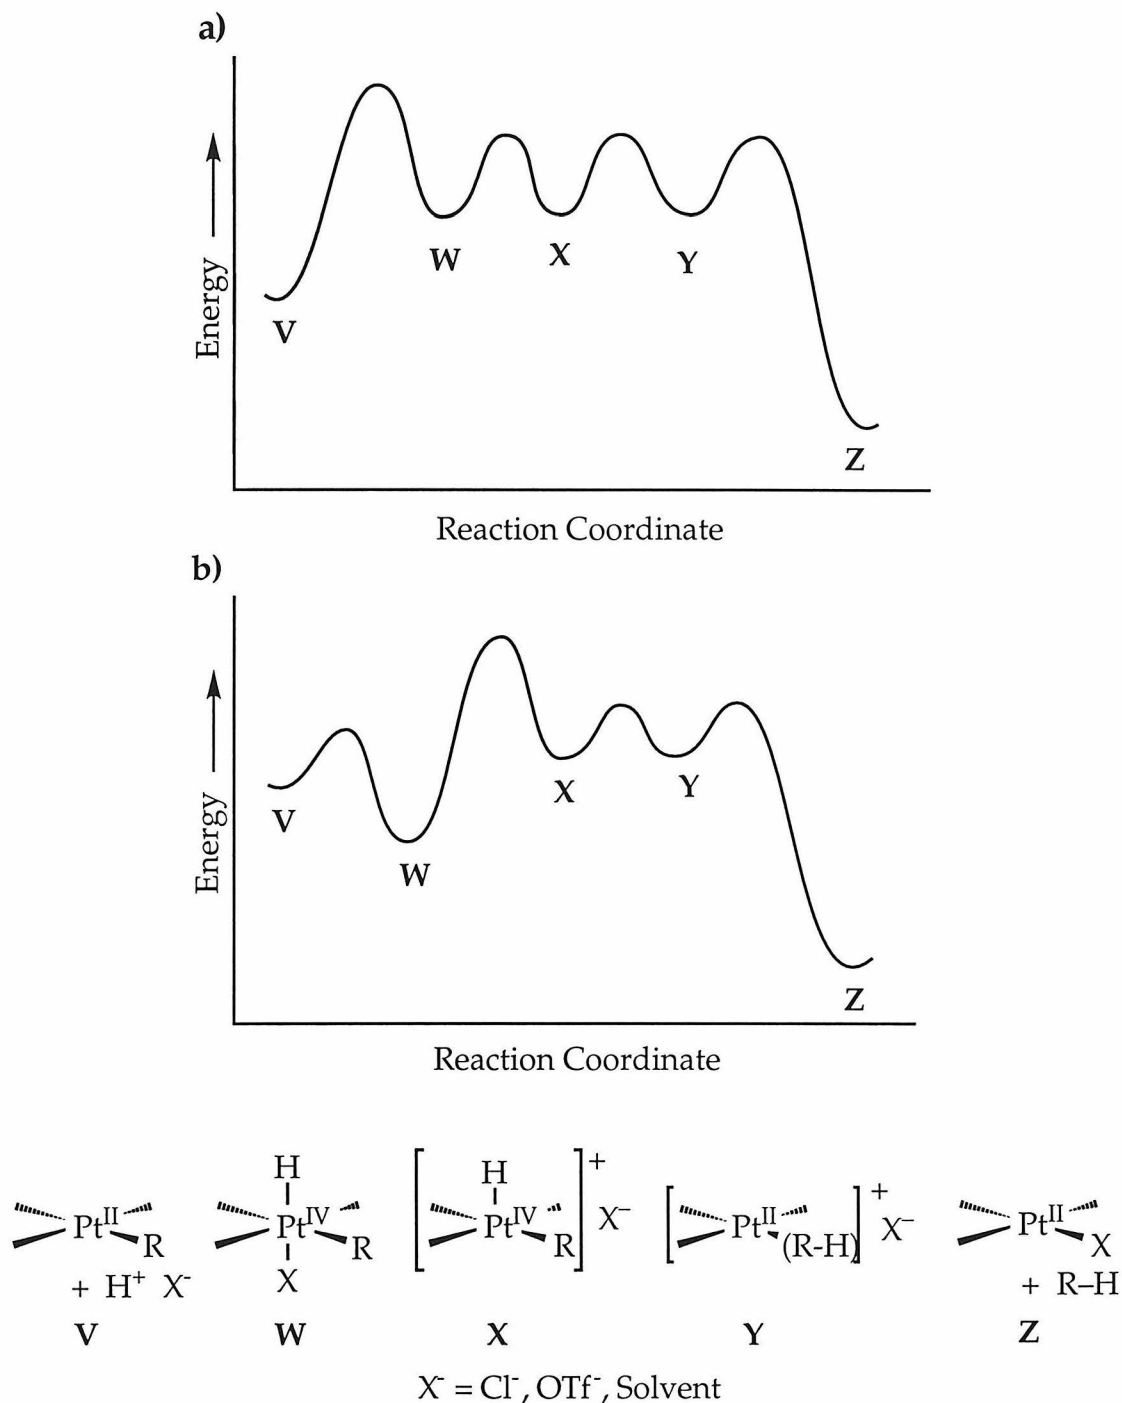 a)
Energy
V
W
X
Y
Z
Reaction Coordinate
b)
Energy
V
W
X
Y
Z
Reaction Coordinate
Pt^II R
+ H⁺ X⁻
V
H
Pt^IV R
X
W
[ H
Pt^IV R ]⁺ X⁻
X
[ Pt^II (R-H) ]⁺ X⁻
Y
Pt^II X
+ R–H
Z
X⁻ = Cl⁻, OTf⁻, Solvent